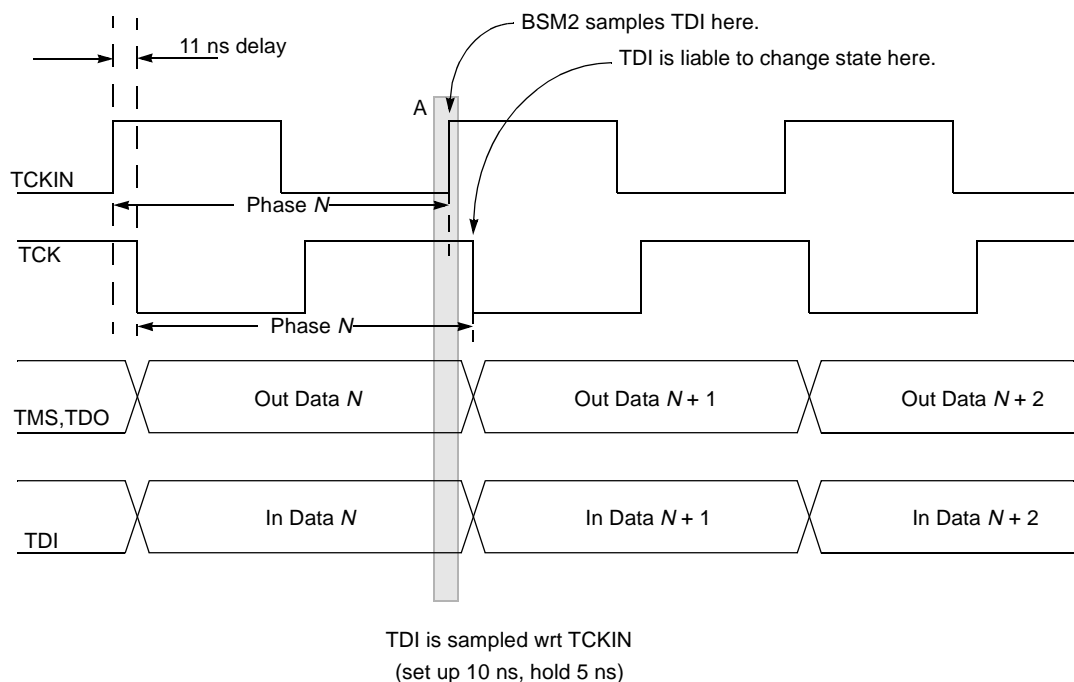 BSM2 samples TDI here.
11 ns delay
TDI is liable to change state here.
A
TCKIN
Phase N
TCK
Phase N
TMS,TDO
Out Data N
Out Data N + 1
Out Data N + 2
TDI
In Data N
In Data N + 1
In Data N + 2
TDI is sampled wrt TCKIN
(set up 10 ns, hold 5 ns)